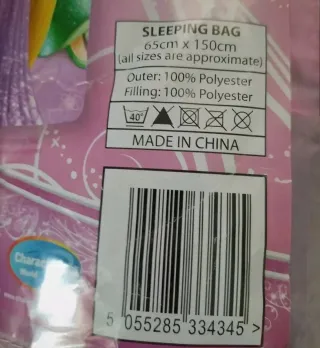 SLEEPING BAG
65cm x 150cm
(all sizes are approximate)
Outer: 100% Polyester
Filling: 100% Polyester
40°
MADE IN CHINA
World
5 055285 334345 >